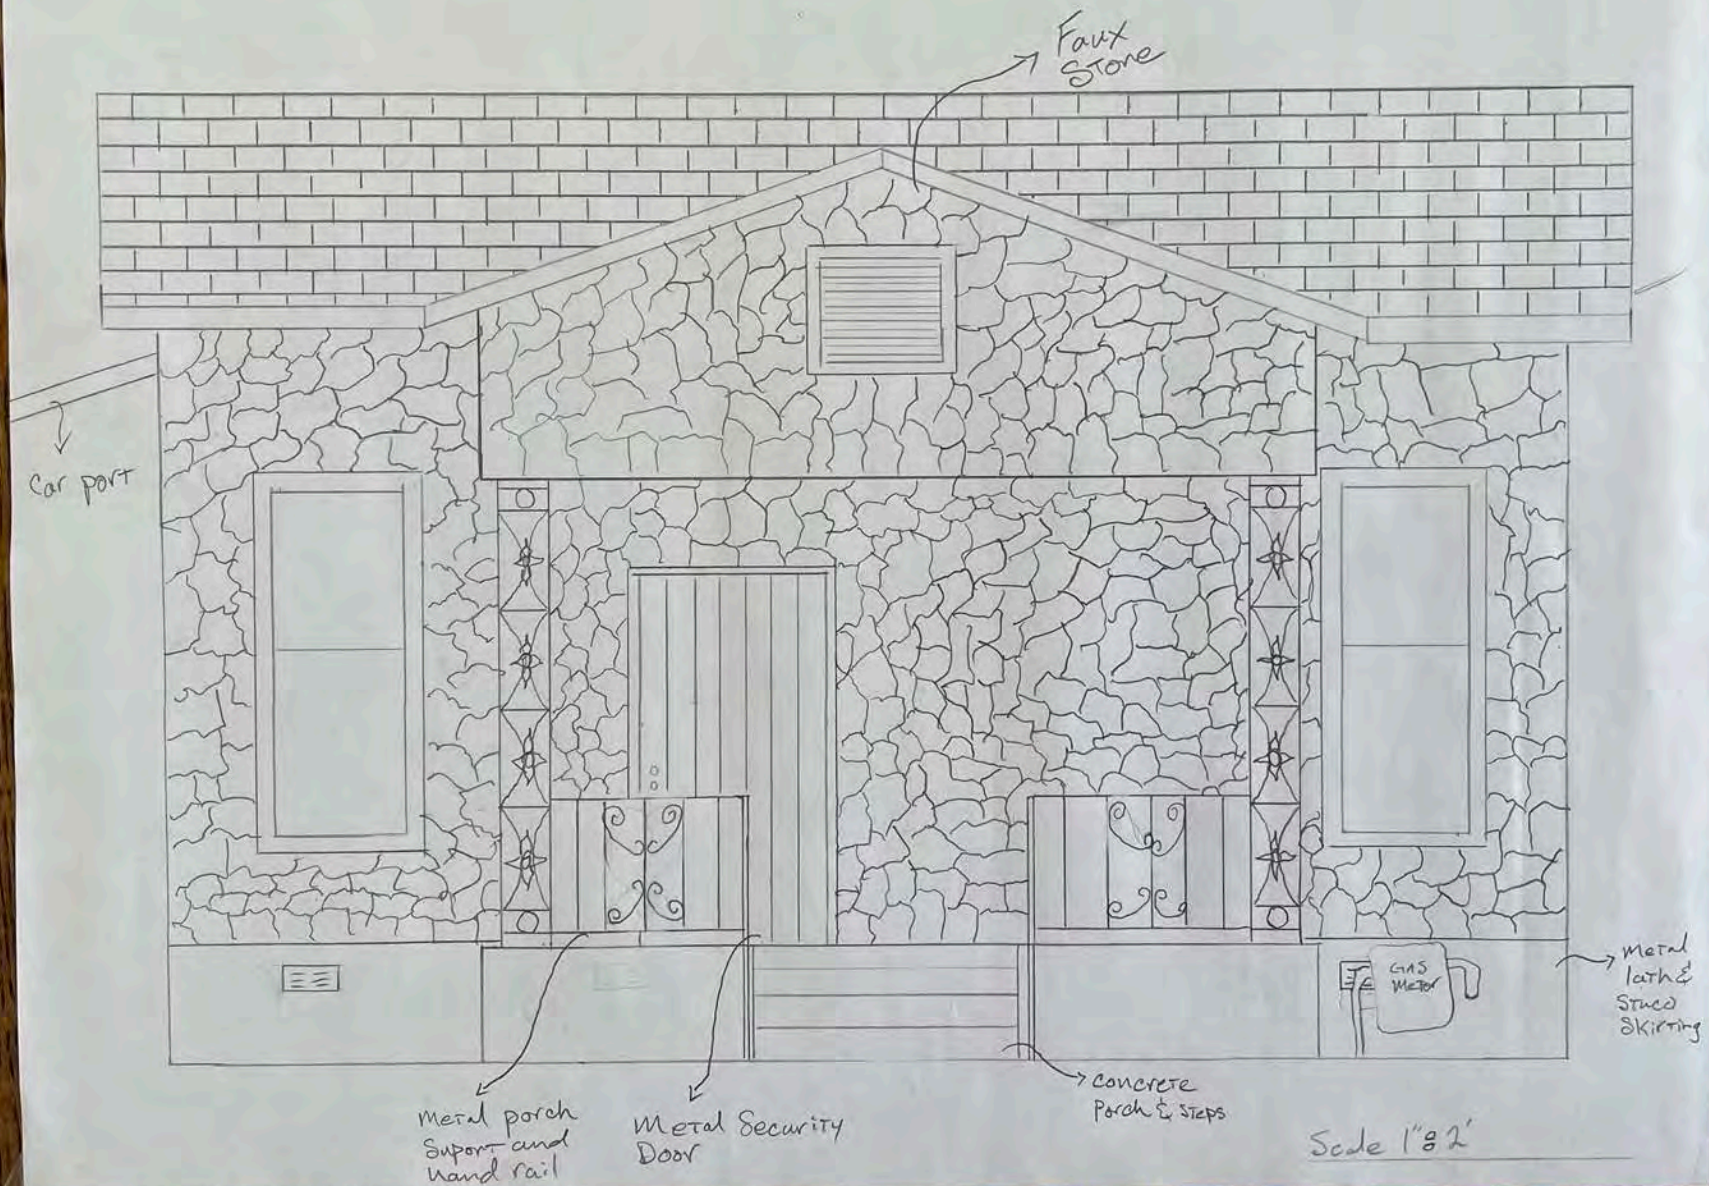 Faux
Stone
Car port
GAS
Meter
Metal
lath &
Stuco
Skirting
Metal porch
Suport and
hand rail
Metal Security
Door
concrete
Porch & Steps
Scale 1"=2'